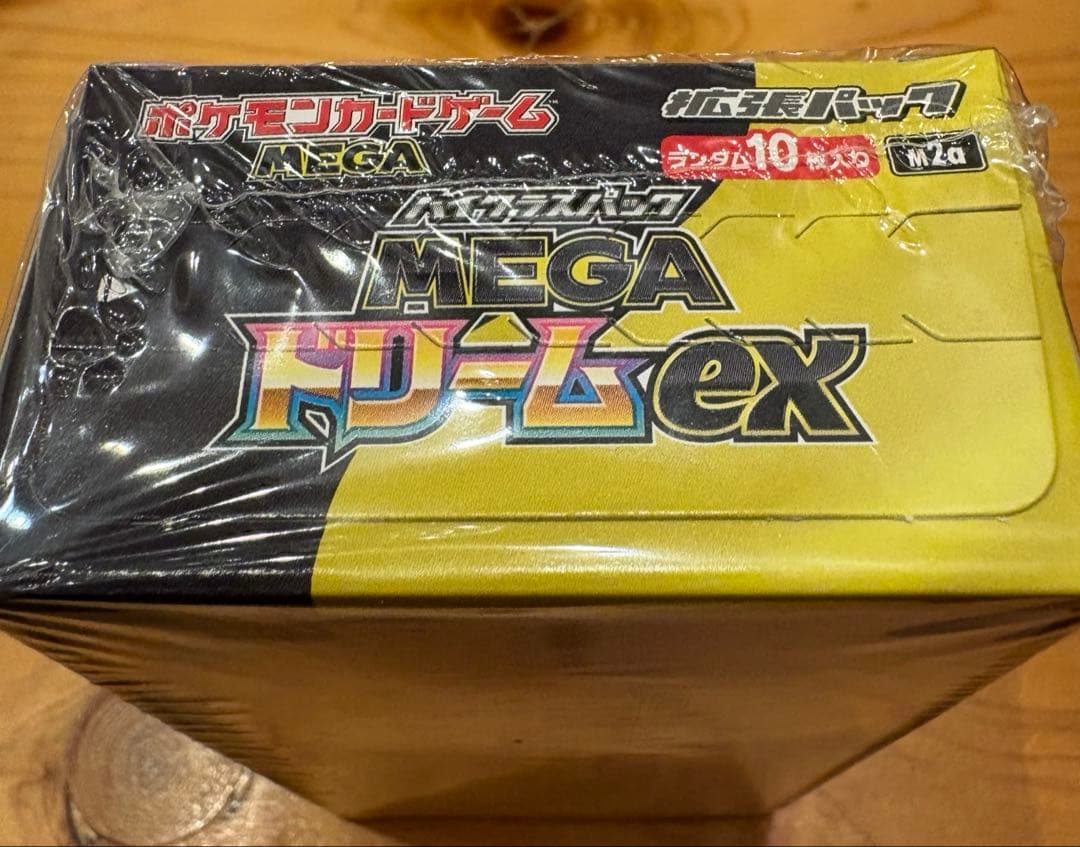 ポケモンカードゲーム
MEGA
拡張パック
ランダム10枚入り
M2a
ハイクラスパック
MEGA
ドリームex